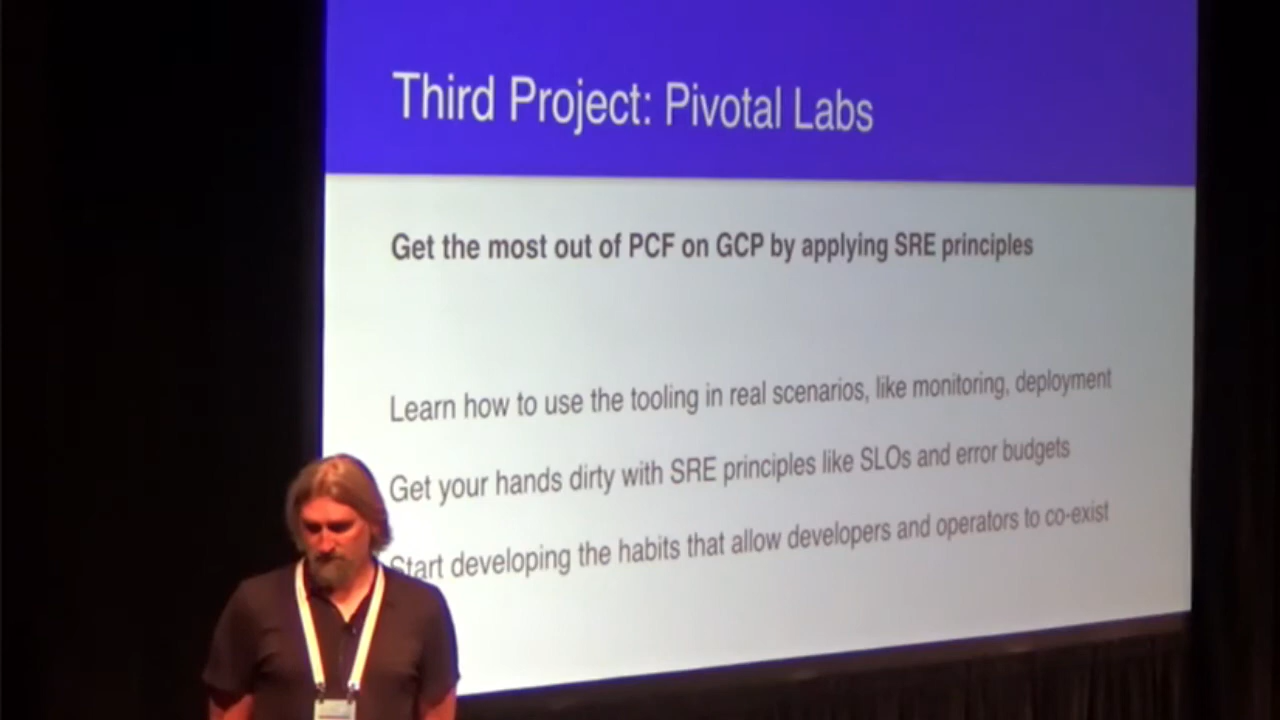 Third Project: Pivotal Labs
Get the most out of PCF on GCP by applying SRE principles
Learn how to use the tooling in real scenarios, like monitoring, deployment
Get your hands dirty with SRE principles like SLOs and error budgets
Start developing the habits that allow developers and operators to co-exist